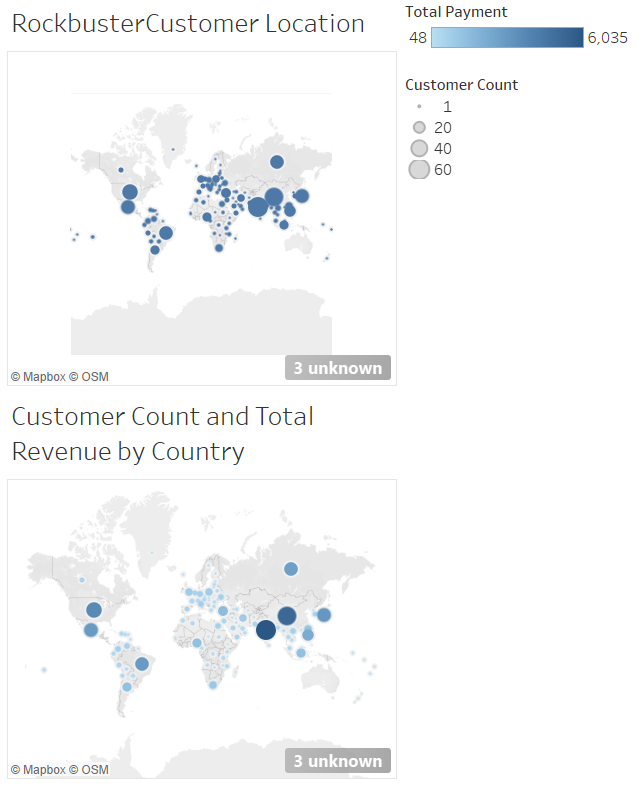 RockbusterCustomer Location
Total Payment
48 6,035
Customer Count
1
20
40
60
3 unknown
© Mapbox © OSM
Customer Count and Total
Revenue by Country
3 unknown
© Mapbox © OSM